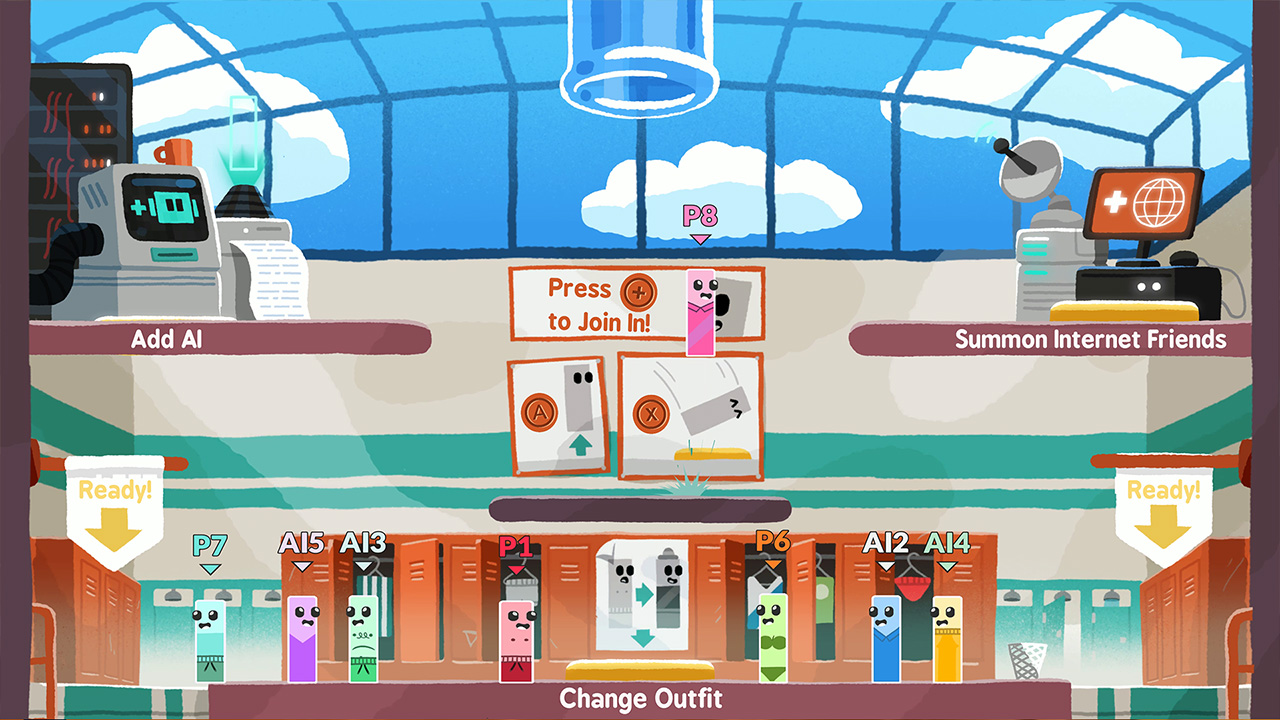 P8
Press +
to Join In!
Add AI
Summon Internet Friends
A
X
Ready!
Ready!
P7
AI5
AI3
P1
P6
AI2
AI4
Change Outfit